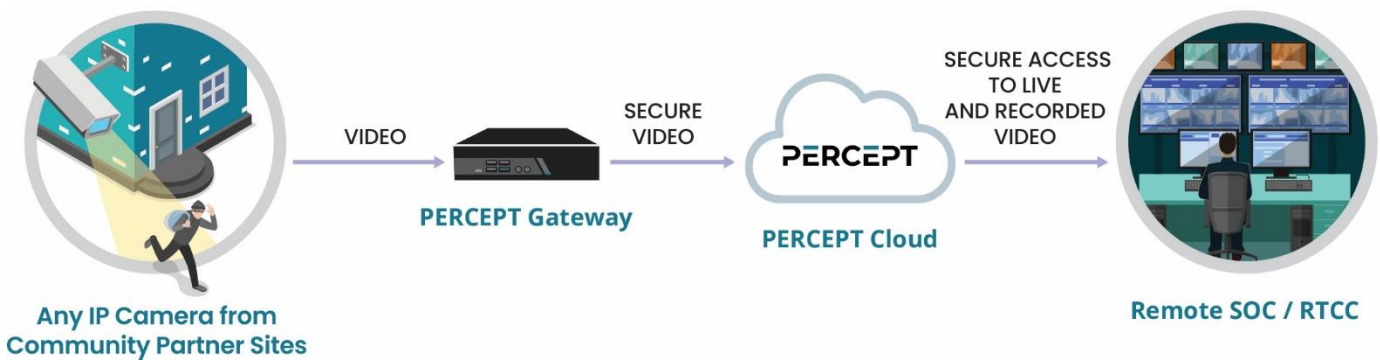 VIDEO
SECURE
VIDEO
SECURE ACCESS
TO LIVE
AND RECORDED
VIDEO
PERCEPT
PERCEPT Gateway
PERCEPT Cloud
Any IP Camera from
Community Partner Sites
Remote SOC / RTCC